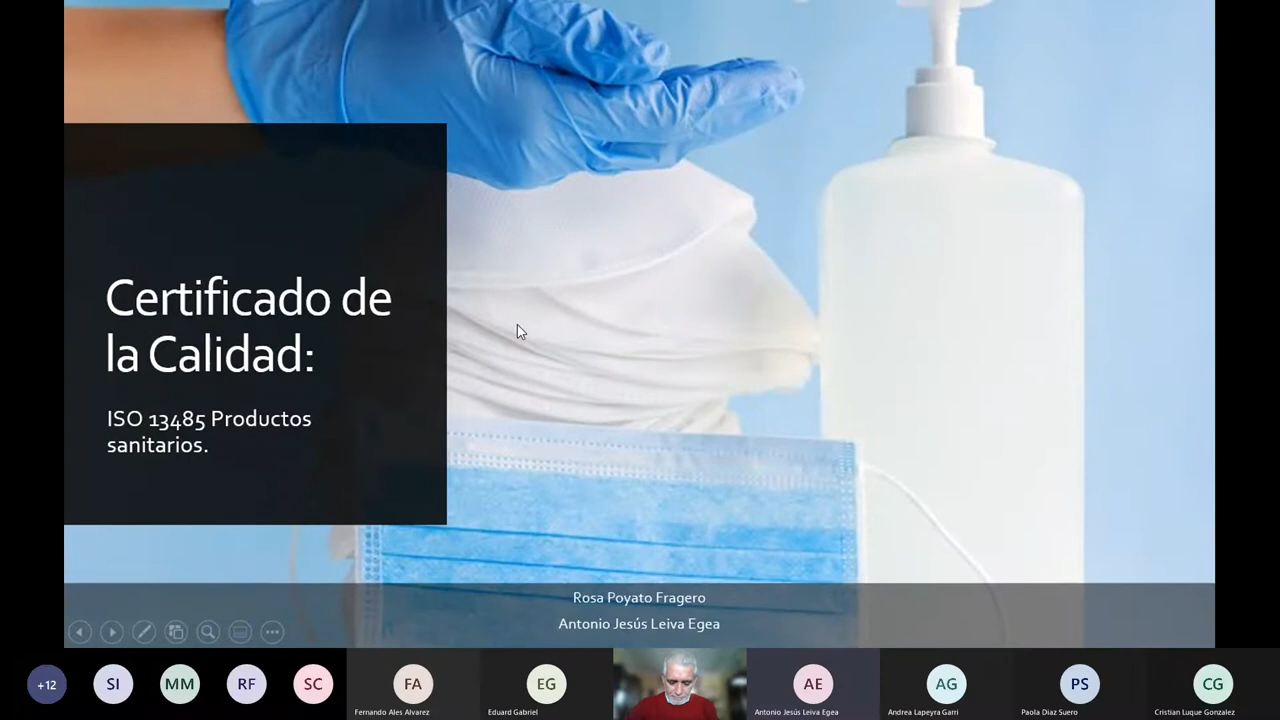 Certificado de
la Calidad:
ISO 13485 Productos
sanitarios.
Rosa Poyato Fragero
Antonio Jesús Leiva Egea
+12
SI
MM
RF
SC
FA
Fernando Ales Alvarez
EG
Eduard Gabriel
AE
Antonio Jesús Leiva Egea
AG
Andrea Lapeyra Garri
PS
Paola Diaz Suero
CG
Cristian Luque Gonzalez